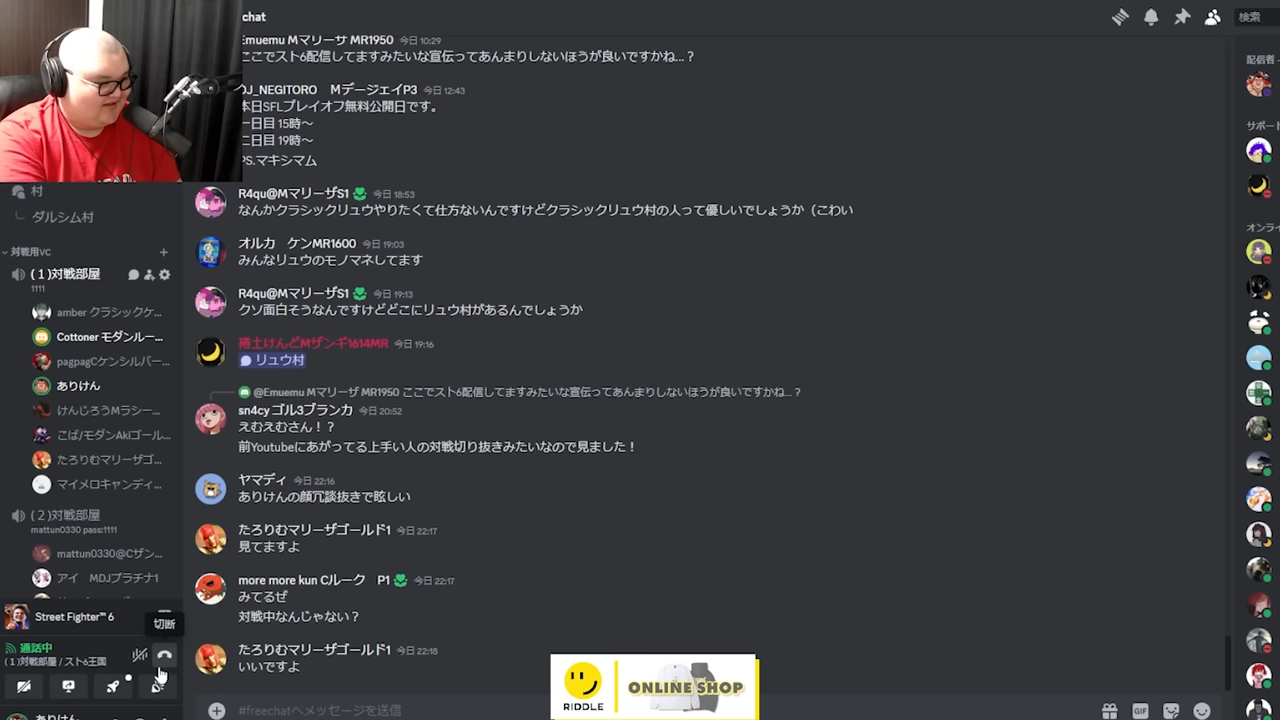 chat
検索
Emuemu Mマリーザ MR1950 今日 10:29
ここでスト6配信してますみたいな宣伝ってあんまりしないほうが良いですかね…？
DJ_NEGITORO MデージェイP3 今日 12:43
本日SFLプレイオフ無料公開日です。
一日目 15時～
二日目 19時～
PS.マキシマム
R4qu@MマリーザS1 今日 18:53
なんかクラシックリュウやりたくて仕方ないんですけどクラシックリュウ村の人って優しいでしょうか（こわい
オルカ ケンMR1600 今日 19:03
みんなリュウのモノマネしてます
R4qu@MマリーザS1 今日 19:13
クソ面白そうなんですけどどこにリュウ村があるんでしょうか
捲土けんどMザンギ1614MR 今日 19:16
リュウ村
@Emuemu Mマリーザ MR1950 ここでスト6配信してますみたいな宣伝ってあんまりしないほうが良いですかね…？
sn4cy ゴル3ブランカ 今日 20:52
えむえむさん！？
前Youtubeにあがってる上手い人の対戦切り抜きみたいなので見ました！
ヤマディ 今日 22:16
ありけんの顔冗談抜きで眩しい
たろりむマリーザゴールド1 今日 22:17
見てますよ
more more kun Cルーク P1 今日 22:17
みてるぜ
対戦中なんじゃない？
たろりむマリーザゴールド1 今日 22:18
いいですよ
#freechatへメッセージを送信
GIF
村
ダルシム村
対戦用VC
(１)対戦部屋
1111
amber クラシックケ...
Cottoner モダンルー...
pagpagCケンシルバー...
ありけん
けんじろうMラシー...
こば/モダンAkiゴール...
たろりむマリーザゴ...
マイメロキャンディ...
(２)対戦部屋
mattun0330 pass:1111
mattun0330@Cザン...
アイ MDJプラチナ1
Street Fighter™ 6
切断
通話中
(１)対戦部屋 / スト6王国
ありけん
配信者
サポート
オンライ
RIDDLE
ONLINE SHOP